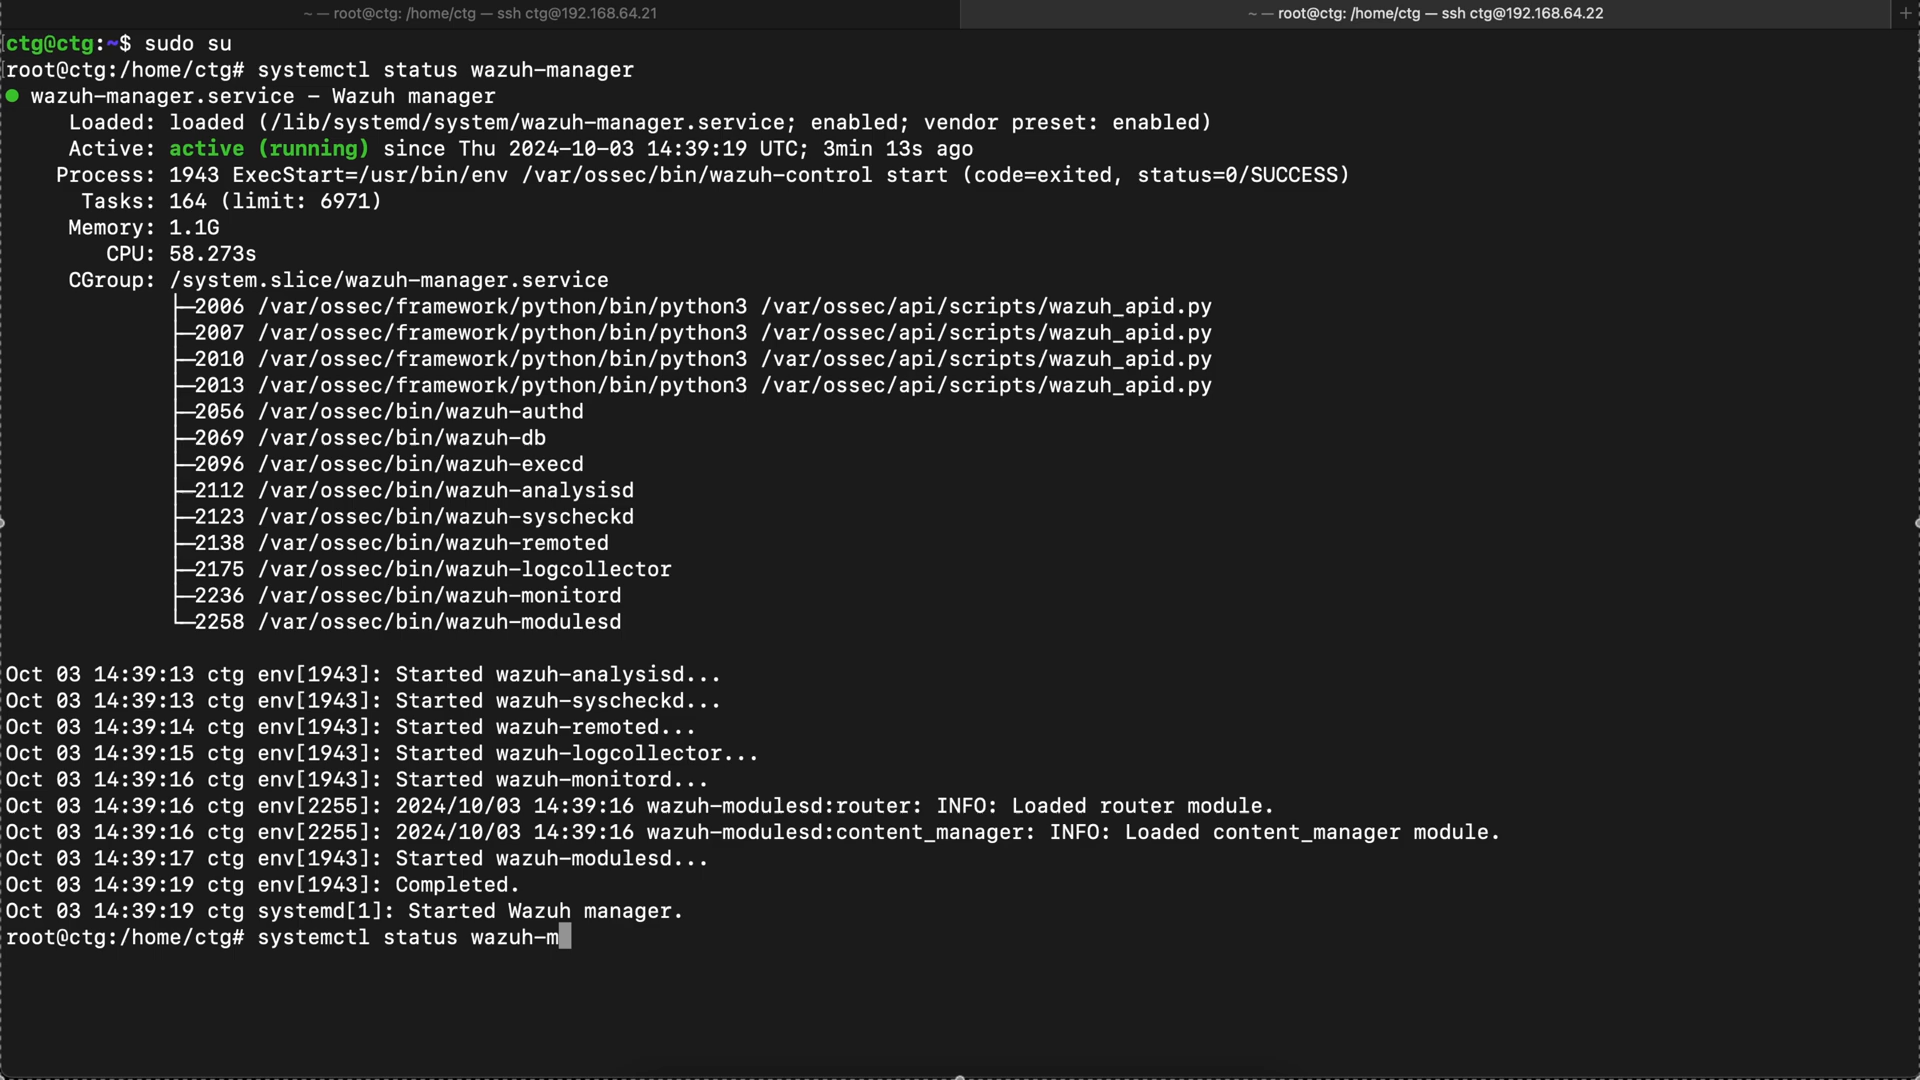 ~ — root@ctg: /home/ctg — ssh ctg@192.168.64.21
~ — root@ctg: /home/ctg — ssh ctg@192.168.64.22
+
ctg@ctg:~$ sudo su
root@ctg:/home/ctg# systemctl status wazuh-manager
● wazuh-manager.service - Wazuh manager
Loaded: loaded (/lib/systemd/system/wazuh-manager.service; enabled; vendor preset: enabled)
Active: active (running) since Thu 2024-10-03 14:39:19 UTC; 3min 13s ago
Process: 1943 ExecStart=/usr/bin/env /var/ossec/bin/wazuh-control start (code=exited, status=0/SUCCESS)
Tasks: 164 (limit: 6971)
Memory: 1.1G
CPU: 58.273s
CGroup: /system.slice/wazuh-manager.service
├─2006 /var/ossec/framework/python/bin/python3 /var/ossec/api/scripts/wazuh_apid.py
├─2007 /var/ossec/framework/python/bin/python3 /var/ossec/api/scripts/wazuh_apid.py
├─2010 /var/ossec/framework/python/bin/python3 /var/ossec/api/scripts/wazuh_apid.py
├─2013 /var/ossec/framework/python/bin/python3 /var/ossec/api/scripts/wazuh_apid.py
├─2056 /var/ossec/bin/wazuh-authd
├─2069 /var/ossec/bin/wazuh-db
├─2096 /var/ossec/bin/wazuh-execd
├─2112 /var/ossec/bin/wazuh-analysisd
├─2123 /var/ossec/bin/wazuh-syscheckd
├─2138 /var/ossec/bin/wazuh-remoted
├─2175 /var/ossec/bin/wazuh-logcollector
├─2236 /var/ossec/bin/wazuh-monitord
└─2258 /var/ossec/bin/wazuh-modulesd
Oct 03 14:39:13 ctg env[1943]: Started wazuh-analysisd...
Oct 03 14:39:13 ctg env[1943]: Started wazuh-syscheckd...
Oct 03 14:39:14 ctg env[1943]: Started wazuh-remoted...
Oct 03 14:39:15 ctg env[1943]: Started wazuh-logcollector...
Oct 03 14:39:16 ctg env[1943]: Started wazuh-monitord...
Oct 03 14:39:16 ctg env[2255]: 2024/10/03 14:39:16 wazuh-modulesd:router: INFO: Loaded router module.
Oct 03 14:39:16 ctg env[2255]: 2024/10/03 14:39:16 wazuh-modulesd:content_manager: INFO: Loaded content_manager module.
Oct 03 14:39:17 ctg env[1943]: Started wazuh-modulesd...
Oct 03 14:39:19 ctg env[1943]: Completed.
Oct 03 14:39:19 ctg systemd[1]: Started Wazuh manager.
root@ctg:/home/ctg# systemctl status wazuh-m